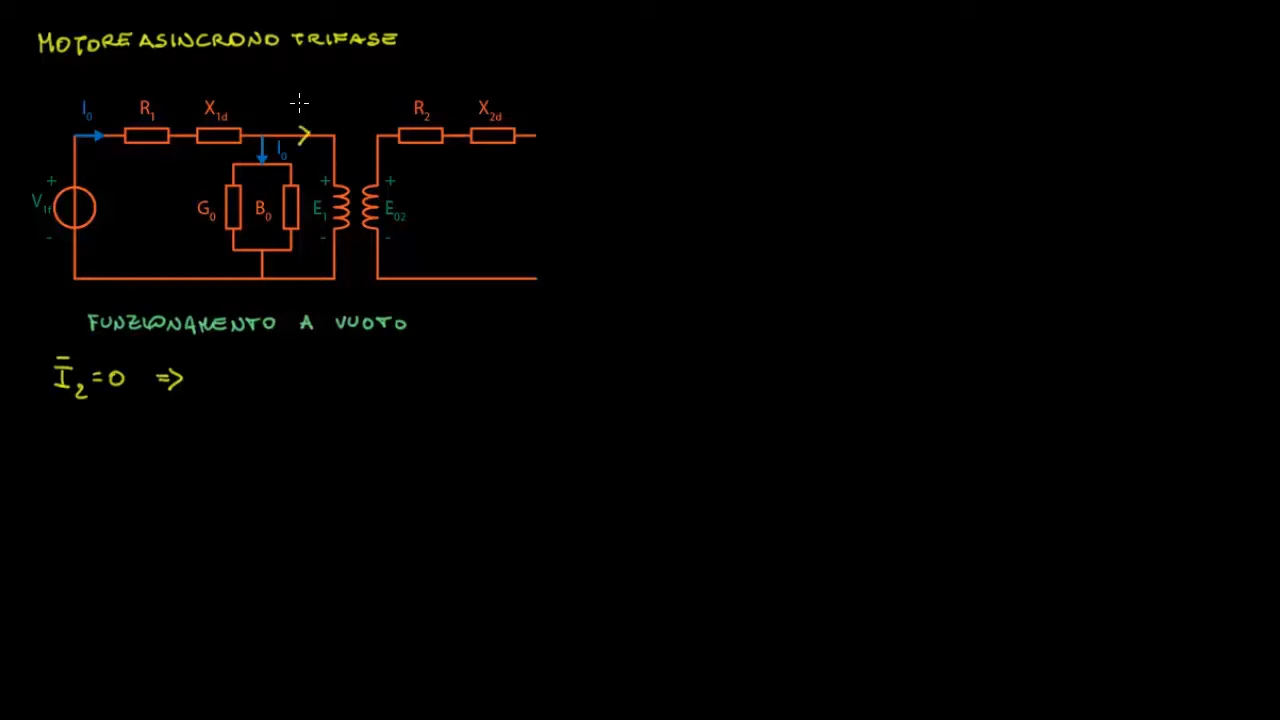 MOTORE ASINCRONO TRIFASE
I₀ R₁ X₁d R₂ X₂d
I₀
+ + +
V₁f G₀ B₀ E₁ E₀₂
- - -
FUNZIONAMENTO A VUOTO
Ī₂=0 ⇒